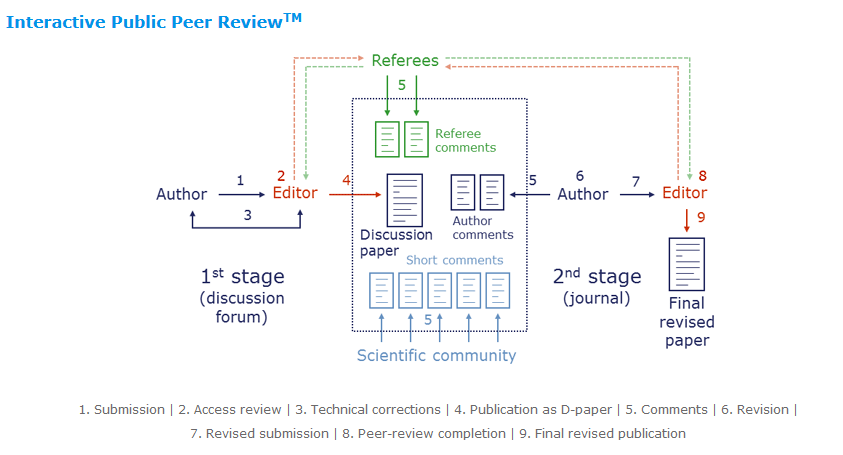 Interactive Public Peer Review™
Referees
5
Referee
comments
1
2
4
5
6
7
8
Author
Editor
Author
Editor
3
9
Discussion
paper
Author
comments
Short comments
1st stage
(discussion
forum)
2nd stage
(journal)
Final
revised
paper
5
Scientific community
1. Submission | 2. Access review | 3. Technical corrections | 4. Publication as D-paper | 5. Comments | 6. Revision |
7. Revised submission | 8. Peer-review completion | 9. Final revised publication